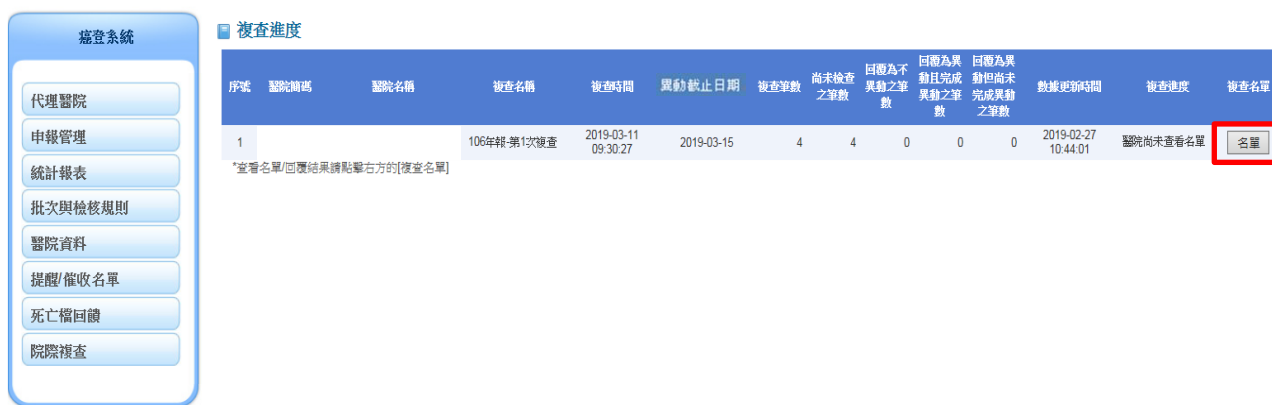 癌登系統
代理醫院
申報管理
統計報表
批次與檢核規則
醫院資料
提醒/催收名單
死亡檔回饋
院際複查
複查進度
序號 醫院簡碼 醫院名稱 複查名稱 複查時間 異動截止日期 複查筆數 尚未檢查之筆數 回覆為不異動之筆數 回覆為異動且完成異動之筆數 回覆為異動但尚未完成異動之筆數 數據更新時間 複查進度 複查名單
1 106年報-第1次複查 2019-03-11 09:30:27 2019-03-15 4 4 0 0 0 2019-02-27 10:44:01 醫院尚未查看名單 名單
*查看名單/回覆結果請點擊右方的[複查名單]